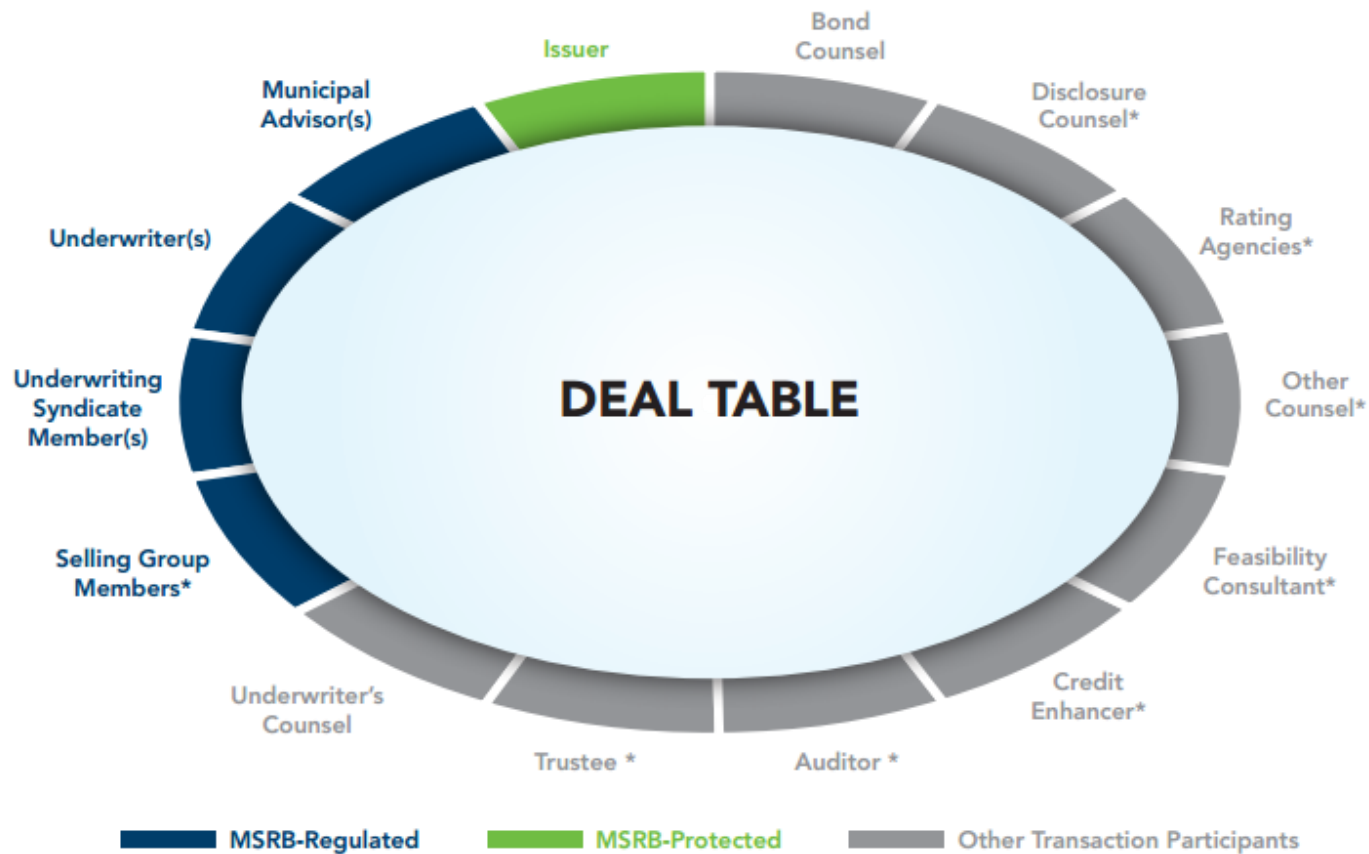 Issuer
Bond
Counsel
Disclosure
Counsel*
Rating
Agencies*
Other
Counsel*
Feasibility
Consultant*
Credit
Enhancer*
Auditor *
Trustee *
Underwriter’s
Counsel
Selling Group
Members*
Underwriting
Syndicate
Member(s)
Underwriter(s)
Municipal
Advisor(s)
DEAL TABLE
MSRB-Regulated
MSRB-Protected
Other Transaction Participants